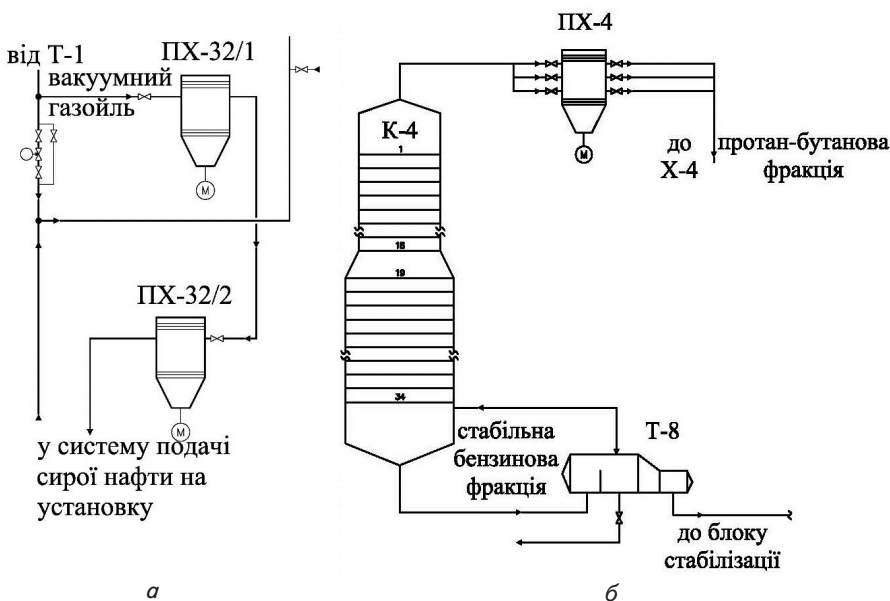 від Т-1
ПХ-32/1
вакуумний
газойль
М
ПХ-32/2
М
у систему подачі
сирої нафти на
установку
а
ПХ-4
К-4
1
М
до
Х-4
протан-бутанова
фракція
18
19
34
стабільна
бензинова
фракція
Т-8
до блоку
стабілізації
б